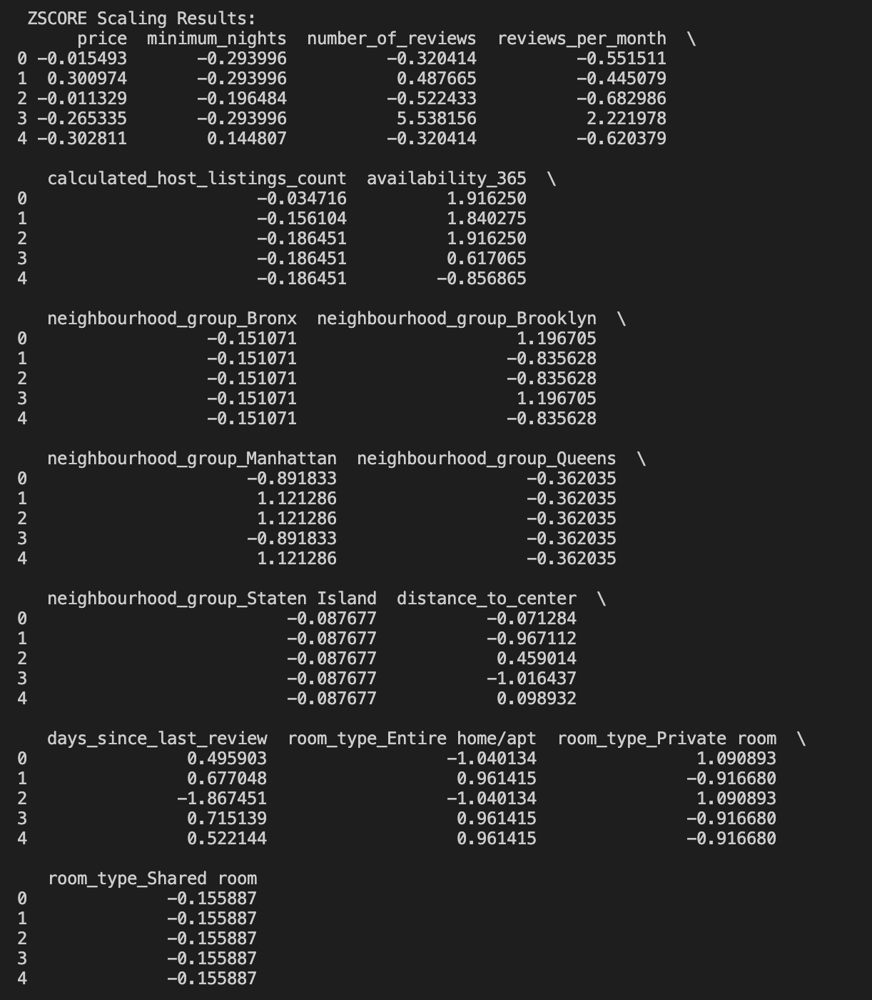 ZSCORE Scaling Results:
      price  minimum_nights  number_of_reviews  reviews_per_month  \
0 -0.015493       -0.293996          -0.320414          -0.551511
1  0.300974       -0.293996           0.487665          -0.445079
2 -0.011329       -0.196484          -0.522433          -0.682986
3 -0.265335       -0.293996           5.538156           2.221978
4 -0.302811        0.144807          -0.320414          -0.620379

   calculated_host_listings_count  availability_365  \
0                       -0.034716          1.916250
1                       -0.156104          1.840275
2                       -0.186451          1.916250
3                       -0.186451          0.617065
4                       -0.186451         -0.856865

   neighbourhood_group_Bronx  neighbourhood_group_Brooklyn  \
0                  -0.151071                      1.196705
1                  -0.151071                     -0.835628
2                  -0.151071                     -0.835628
3                  -0.151071                      1.196705
4                  -0.151071                     -0.835628

   neighbourhood_group_Manhattan  neighbourhood_group_Queens  \
0                      -0.891833                   -0.362035
1                       1.121286                   -0.362035
2                       1.121286                   -0.362035
3                      -0.891833                   -0.362035
4                       1.121286                   -0.362035

   neighbourhood_group_Staten Island  distance_to_center  \
0                          -0.087677           -0.071284
1                          -0.087677           -0.967112
2                          -0.087677            0.459014
3                          -0.087677           -1.016437
4                          -0.087677            0.098932

   days_since_last_review  room_type_Entire home/apt  room_type_Private room  \
0                0.495903                  -1.040134                1.090893
1                0.677048                   0.961415               -0.916680
2               -1.867451                  -1.040134                1.090893
3                0.715139                   0.961415               -0.916680
4                0.522144                   0.961415               -0.916680

   room_type_Shared room
0              -0.155887
1              -0.155887
2              -0.155887
3              -0.155887
4              -0.155887